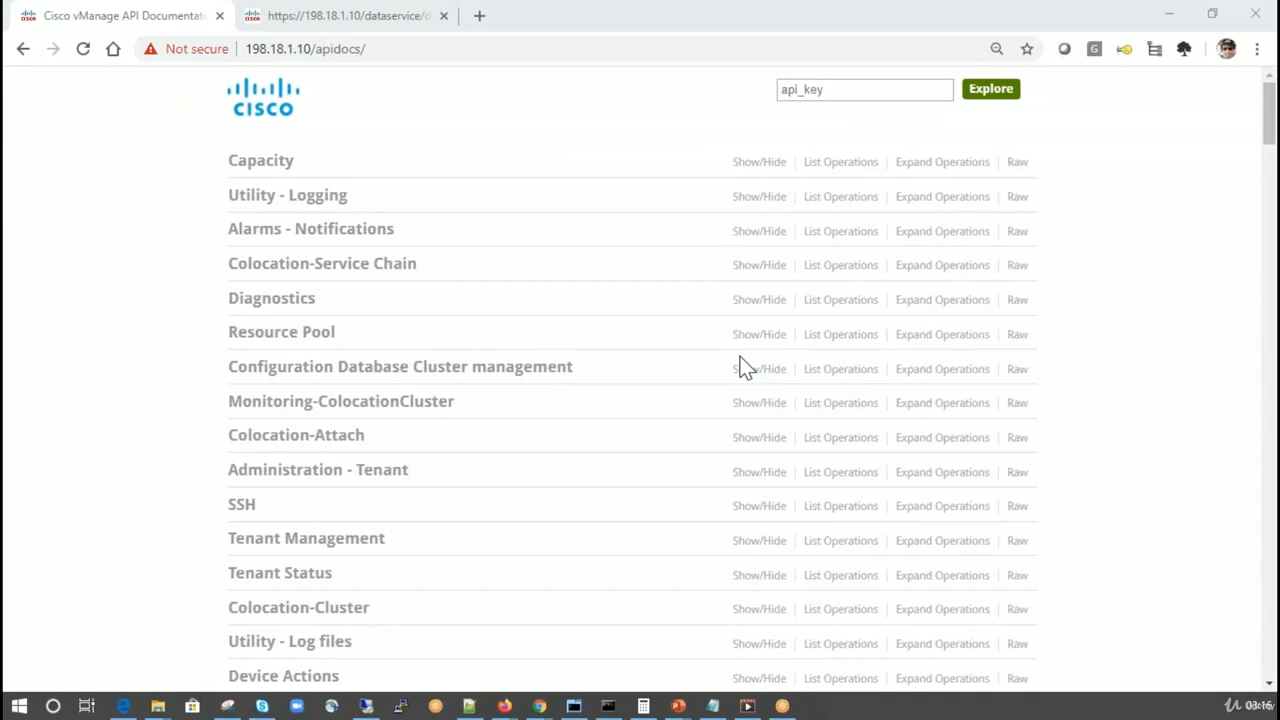 Cisco vManage API Documentati
https://198.18.1.10/dataservice/d
Not secure 198.18.1.10/apidocs/
G
CISCO
api_key Explore
Capacity Show/Hide List Operations Expand Operations Raw
Utility - Logging Show/Hide List Operations Expand Operations Raw
Alarms - Notifications Show/Hide List Operations Expand Operations Raw
Colocation-Service Chain Show/Hide List Operations Expand Operations Raw
Diagnostics Show/Hide List Operations Expand Operations Raw
Resource Pool Show/Hide List Operations Expand Operations Raw
Configuration Database Cluster management Show/Hide List Operations Expand Operations Raw
Monitoring-ColocationCluster Show/Hide List Operations Expand Operations Raw
Colocation-Attach Show/Hide List Operations Expand Operations Raw
Administration - Tenant Show/Hide List Operations Expand Operations Raw
SSH Show/Hide List Operations Expand Operations Raw
Tenant Management Show/Hide List Operations Expand Operations Raw
Tenant Status Show/Hide List Operations Expand Operations Raw
Colocation-Cluster Show/Hide List Operations Expand Operations Raw
Utility - Log files Show/Hide List Operations Expand Operations Raw
Device Actions Show/Hide List Operations Expand Operations Raw